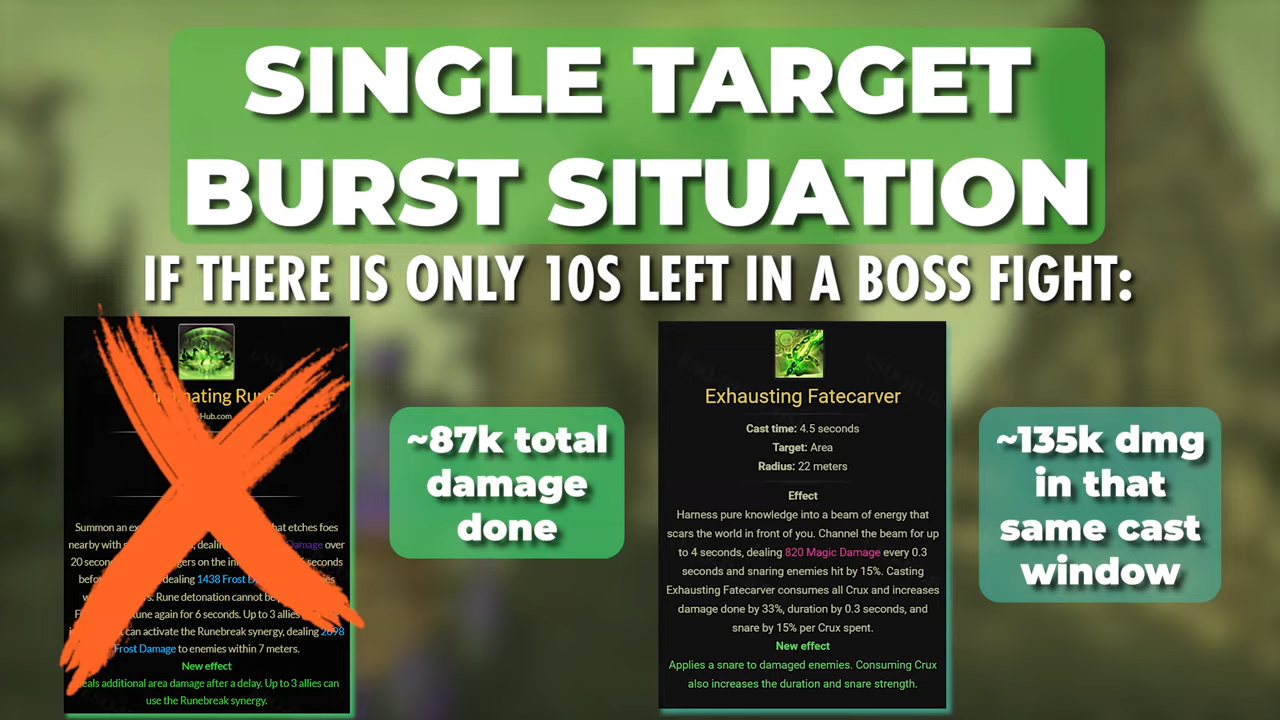 SINGLE TARGET
BURST SITUATION
IF THERE IS ONLY 10S LEFT IN A BOSS FIGHT:
Hub.com
Summon an
that etches foes
nearby with
Damage over
20 seconds
on the
seconds
dealing 1438 Frost
Rune detonation cannot be
Rune again for 6 seconds. Up to 3 allies
can activate the Runebreak synergy, dealing 2698
Frost Damage to enemies within 7 meters.
New effect
Deals additional area damage after a delay. Up to 3 allies can
use the Runebreak synergy.
~87k total
damage
done
Exhausting Fatecarver
Cast time: 4.5 seconds
Target: Area
Radius: 22 meters
Effect
Harness pure knowledge into a beam of energy that
scars the world in front of you. Channel the beam for up
to 4 seconds, dealing 820 Magic Damage every 0.3
seconds and snaring enemies hit by 15%. Casting
Exhausting Fatecarver consumes all Crux and increases
damage done by 33%, duration by 0.3 seconds, and
snare by 15% per Crux spent.
New effect
Applies a snare to damaged enemies. Consuming Crux
also increases the duration and snare strength.
~135k dmg
in that
same cast
window